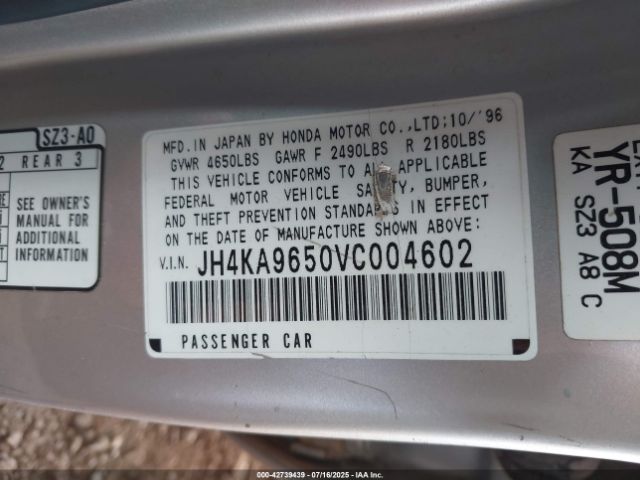 SZ3-A0
2 REAR 3
SEE OWNER'S
MANUAL FOR
ADDITIONAL
INFORMATION
MFD. IN JAPAN BY HONDA MOTOR CO., LTD; 10/'96
GVWR 4650LBS GAWR F 2490LBS R 2180LBS
THIS VEHICLE CONFORMS TO ALL APPLICABLE
FEDERAL MOTOR VEHICLE SAFETY, BUMPER,
AND THEFT PREVENTION STANDARDS IN EFFECT
ON THE DATE OF MANUFACTURE SHOWN ABOVE:
V.I.N. JH4KA9650VC004602
PASSENGER CAR
YR-508M
KA SZ3 A8 C
000-42739439 - 07/16/2025 - IAAI.CA